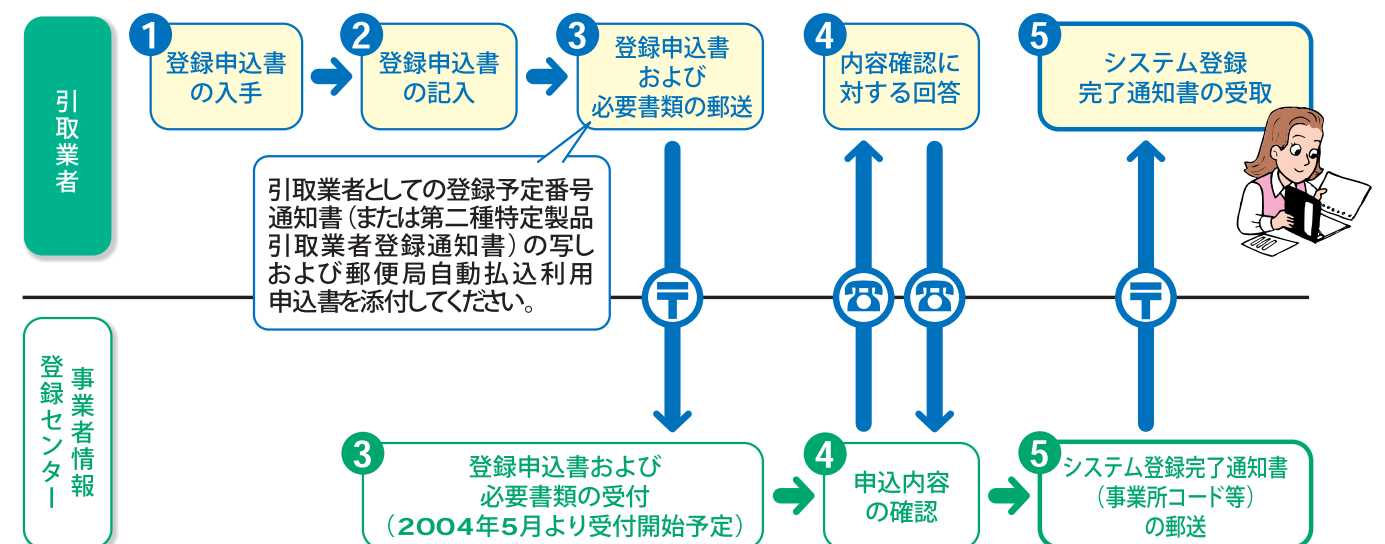 引取業者
1
登録申込書
の入手
2
登録申込書
の記入
3
登録申込書
および
必要書類の郵送
4
内容確認に
対する回答
5
システム登録
完了通知書の受取
引取業者としての登録予定番号
通知書(または第二種特定製品
引取業者登録通知書)の写し
および郵便局自動払込利用
申込書を添付してください。
〒
〒
事業者情報
登録センター
3
登録申込書および
必要書類の受付
(2004年5月より受付開始予定)
4
申込内容
の確認
5
システム登録完了通知書
(事業所コード等)
の郵送